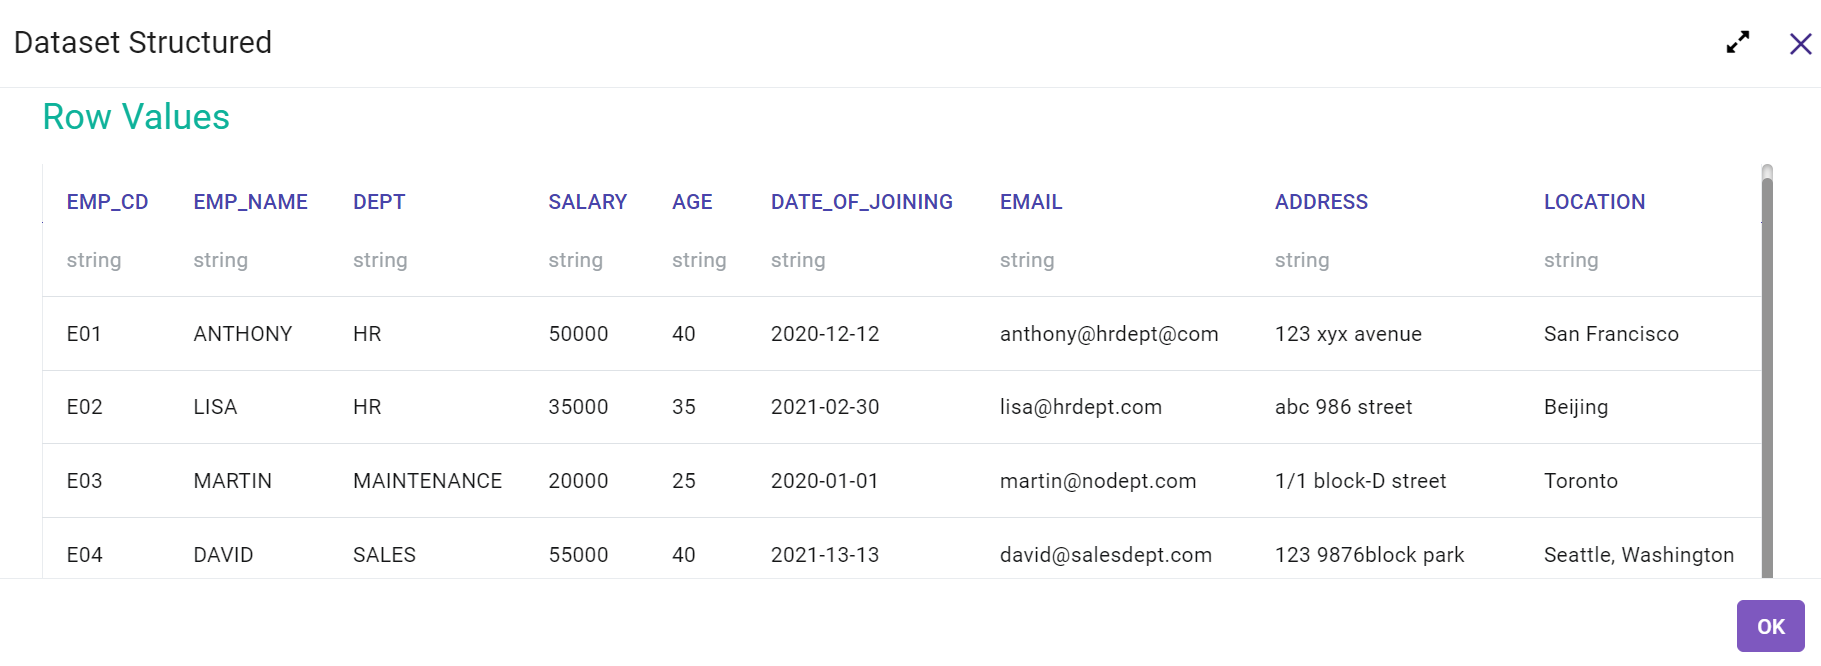 Dataset Structured
Row Values
EMP_CD EMP_NAME DEPT SALARY AGE DATE_OF_JOINING EMAIL ADDRESS LOCATION
string string string string string string string string string
E01 ANTHONY HR 50000 40 2020-12-12 anthony@hrdept@com 123 xyx avenue San Francisco
E02 LISA HR 35000 35 2021-02-30 lisa@hrdept.com abc 986 street Beijing
E03 MARTIN MAINTENANCE 20000 25 2020-01-01 martin@nodept.com 1/1 block-D street Toronto
E04 DAVID SALES 55000 40 2021-13-13 david@salesdept.com 123 9876block park Seattle, Washington
OK